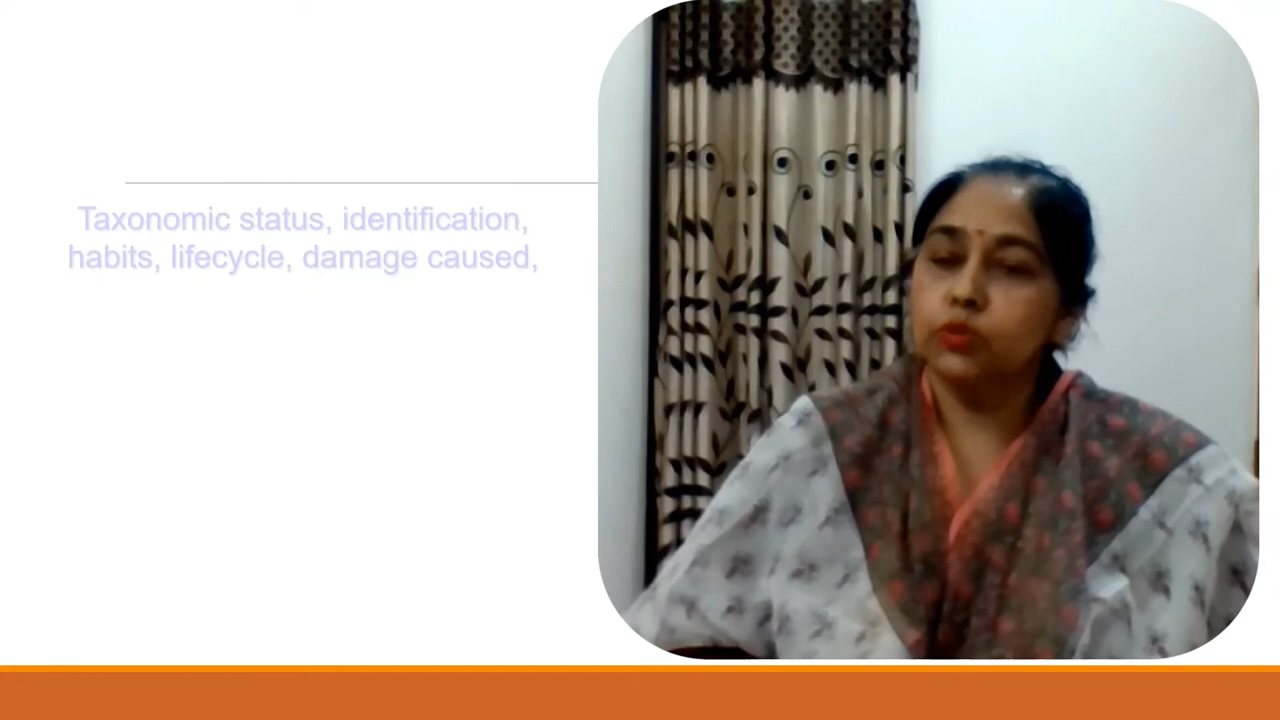 Taxonomic status, identification,
habits, lifecycle, damage caused,